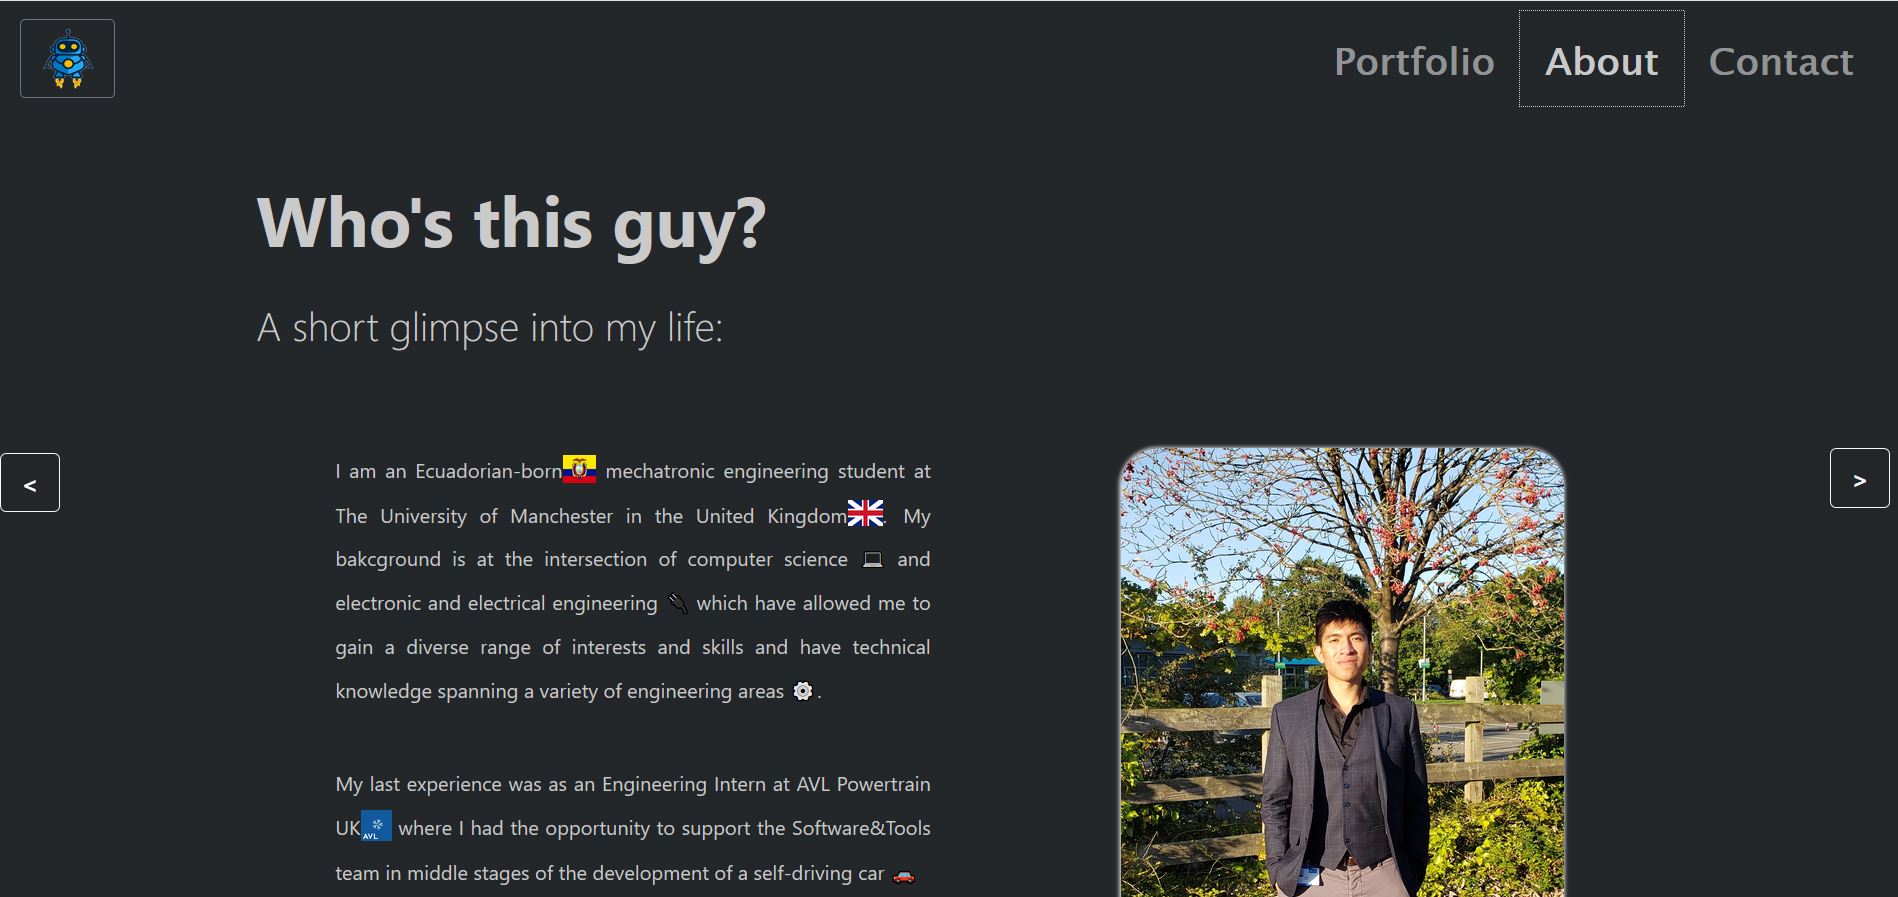 Portfolio
About
Contact
Who's this guy?
A short glimpse into my life:
<
>
I am an Ecuadorian-born mechatronic engineering student at
The University of Manchester in the United Kingdom. My
bakcground is at the intersection of computer science and
electronic and electrical engineering which have allowed me to
gain a diverse range of interests and skills and have technical
knowledge spanning a variety of engineering areas .
My last experience was as an Engineering Intern at AVL Powertrain
UK AVL where I had the opportunity to support the Software&Tools
team in middle stages of the development of a self-driving car